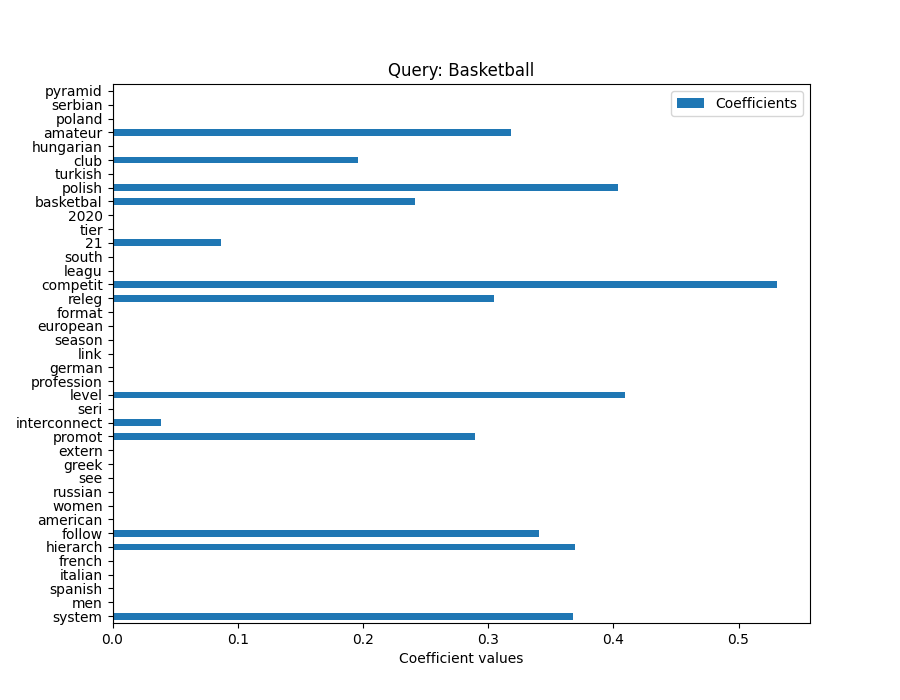 Query: Basketball
Coefficients
pyramid
serbian
poland
amateur
hungarian
club
turkish
polish
basketbal
2020
tier
21
south
leagu
competit
releg
format
european
season
link
german
profession
level
seri
interconnect
promot
extern
greek
see
russian
women
american
follow
hierarch
french
italian
spanish
men
system
0.0 0.1 0.2 0.3 0.4 0.5
Coefficient values